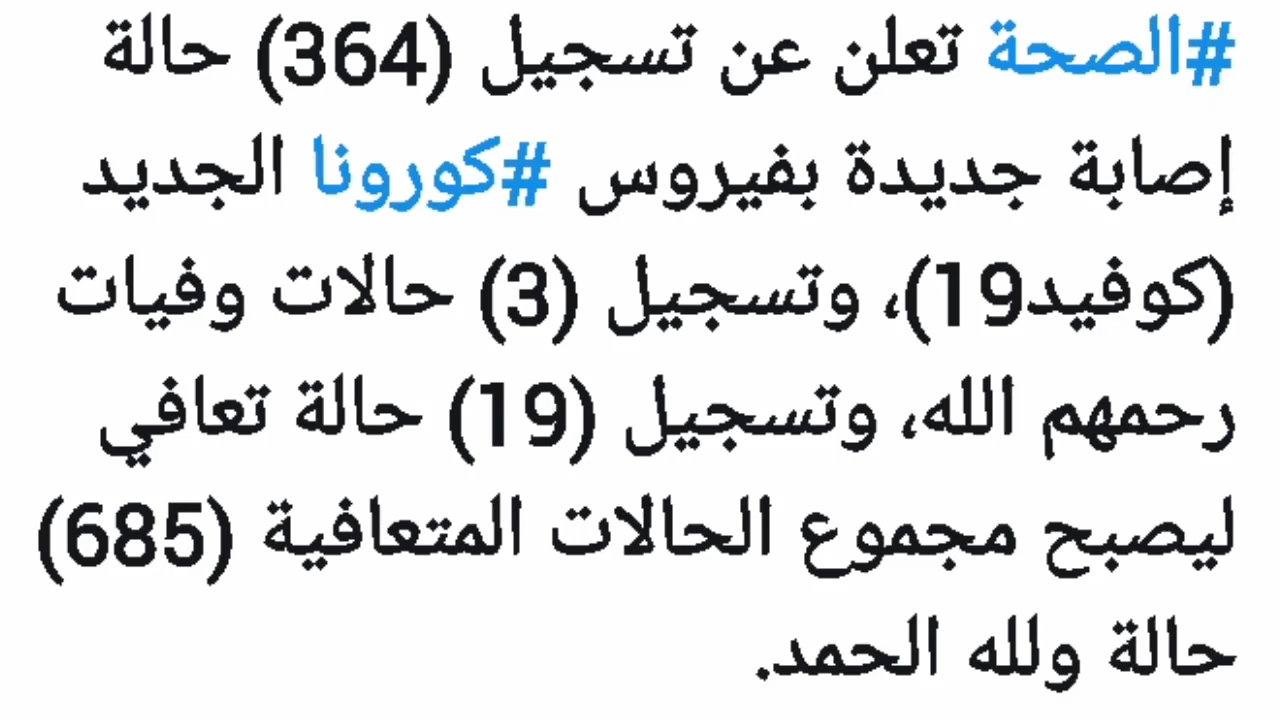 #الصحة تعلن عن تسجيل (364) حالة
إصابة جديدة بفيروس #كورونا الجديد
(كوفيد19)، وتسجيل (3) حالات وفيات
رحمهم الله، وتسجيل (19) حالة تعافي
ليصبح مجموع الحالات المتعافية (685)
حالة ولله الحمد.